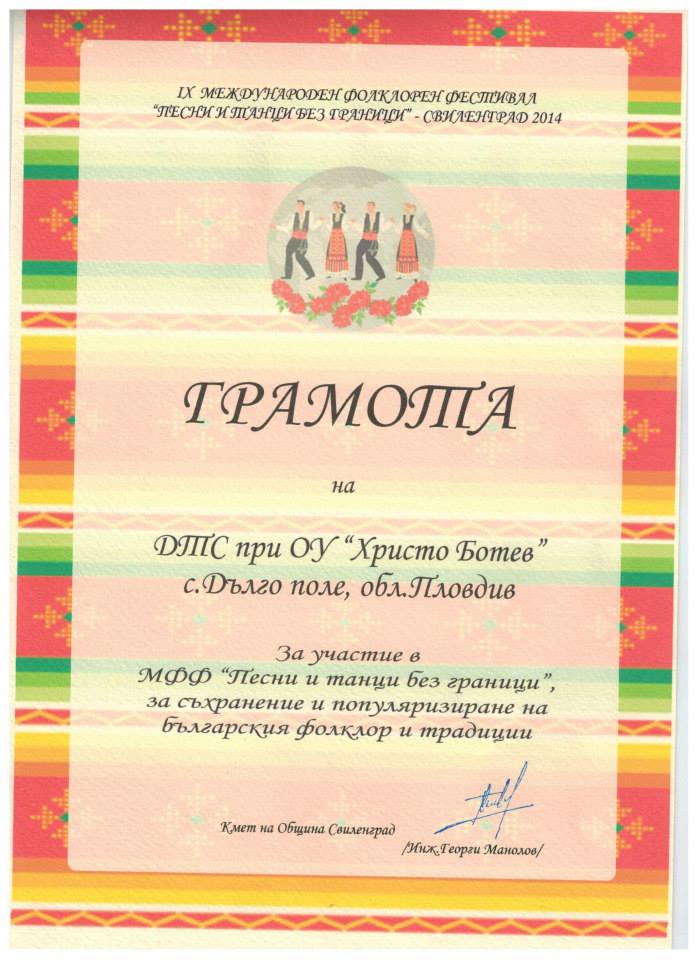 IX МЕЖДУНАРОДЕН ФОЛКЛОРЕН ФЕСТИВАЛ
“ПЕСНИ И ТАНЦИ БЕЗ ГРАНИЦИ” - СВИЛЕНГРАД 2014
ГРАМОТА
на
ДТС при ОУ “Христо Ботев”
с.Дълго поле, обл.Пловдив
За участие в
МФФ “Песни и танци без граници”,
за съхранение и популяризиране на
българския фолклор и традиции
Кмет на Община Свиленград
/Инж.Георги Манолов/